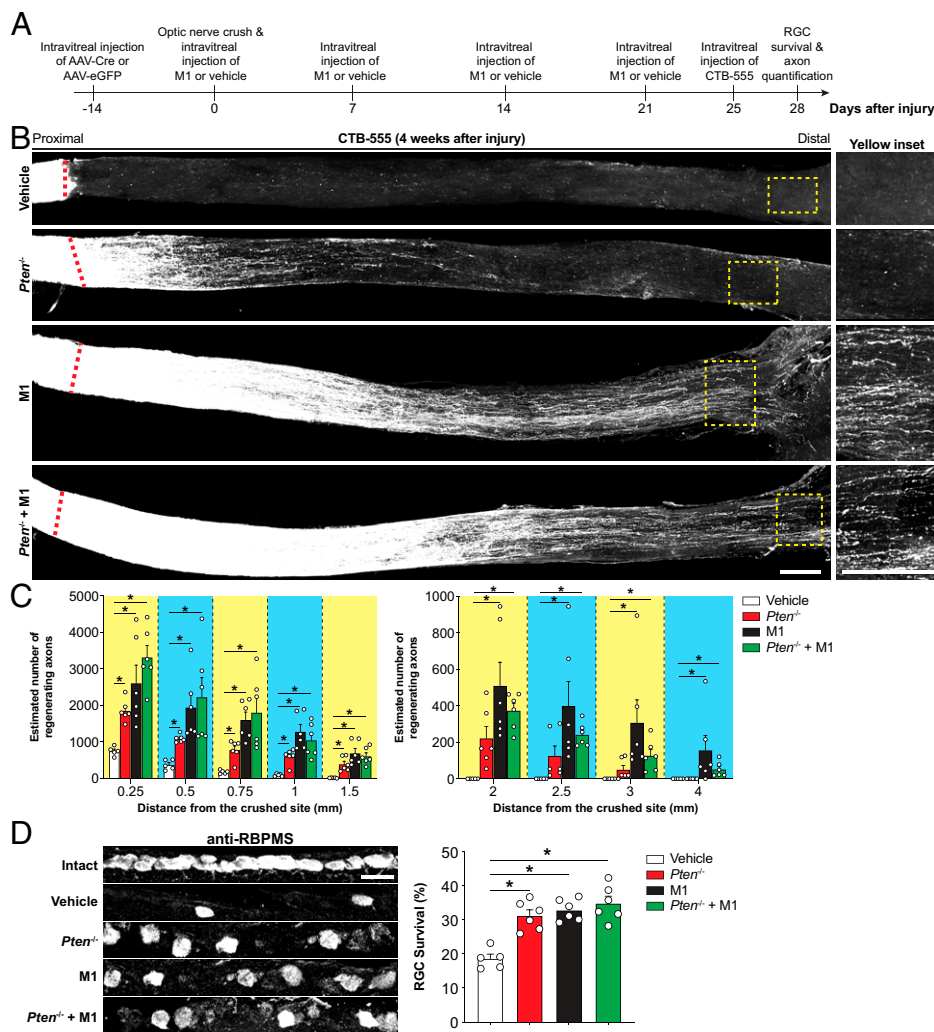 A
Intravitreal injection
of AAV-Cre or
AAV-eGFP
Optic nerve crush &
intravitreal
injection of
M1 or vehicle
Intravitreal
injection of
M1 or vehicle
Intravitreal
injection of
M1 or vehicle
Intravitreal
injection of
M1 or vehicle
Intravitreal
injection of
CTB-555
RGC
survival &
axon
quantification
-14 0 7 14 21 25 28 Days after injury
B
Proximal CTB-555 (4 weeks after injury) Distal Yellow inset
Vehicle
Pten-/-
M1
Pten-/- + M1
C
Estimated number of
regenerating axons
5000
4000
3000
2000
1000
0
* * * * * * * * * * * * * * *
0.25 0.5 0.75 1 1.5
Distance from the crushed site (mm)
Estimated number of
regenerating axons
1000
800
600
400
200
0
* * * * * * * *
2 2.5 3 4
Distance from the crushed site (mm)
Vehicle
Pten-/-
M1
Pten-/- + M1
D
anti-RBPMS
Intact
Vehicle
Pten-/-
M1
Pten-/- + M1
RGC Survival (%)
50
40
30
20
10
0
*
*
*
Vehicle
Pten-/-
M1
Pten-/- + M1